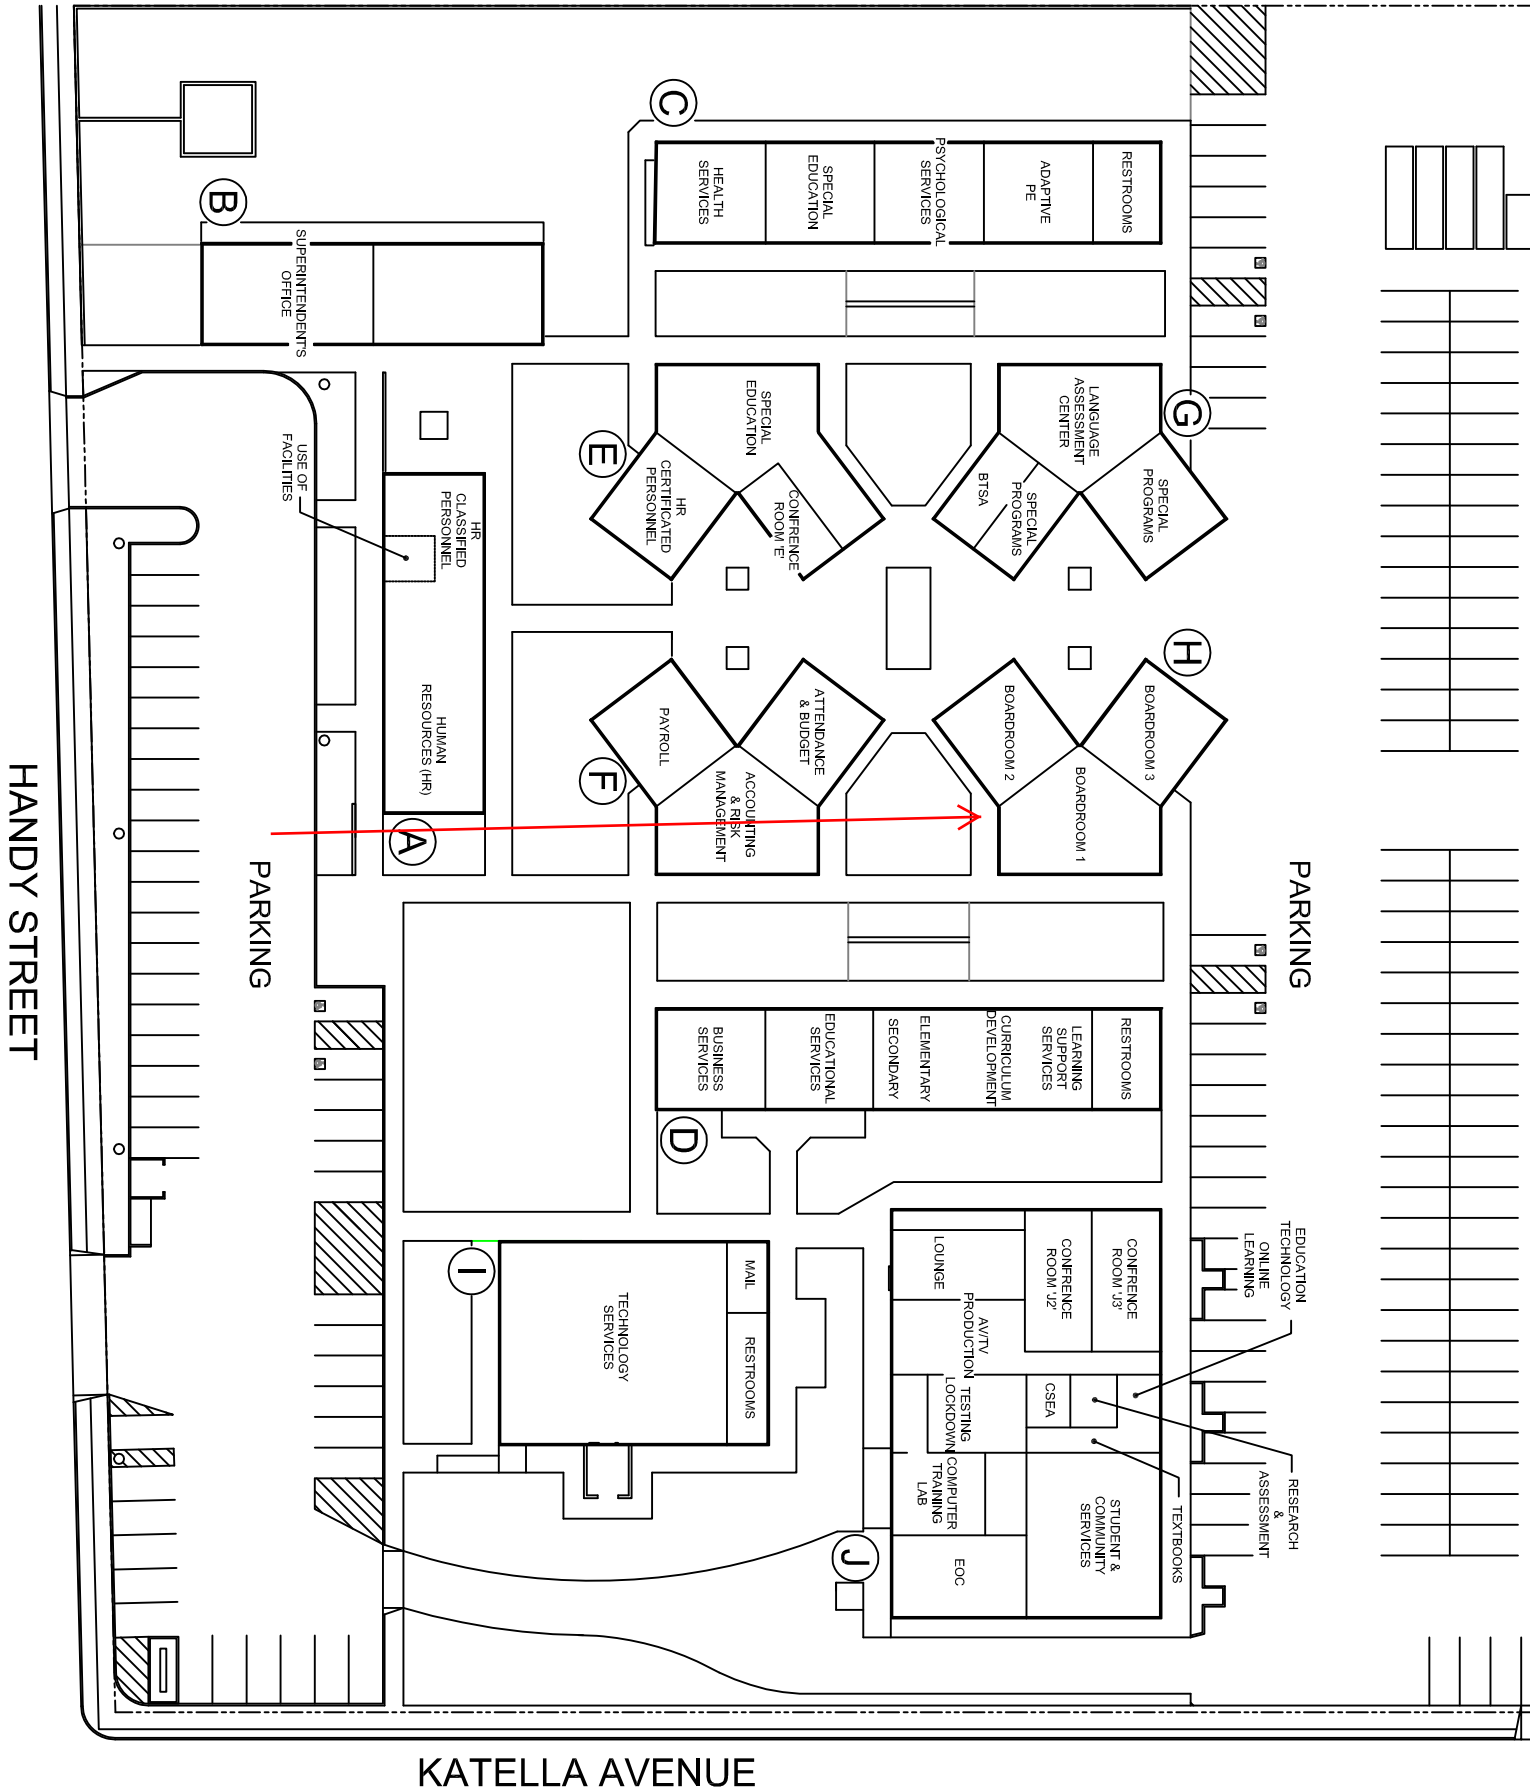 C
RESTROOMS
ADAPTIVE
PE
PSYCHOLOGICAL
SERVICES
SPECIAL
EDUCATION
HEALTH
SERVICES
B
SUPERINTENDENT'S
OFFICE
G
LANGUAGE
ASSESSMENT
CENTER
SPECIAL
PROGRAMS
SPECIAL
PROGRAMS
BTSA
E
SPECIAL
EDUCATION
CONFRENCE
ROOM 'E'
HR
CERTIFICATED
PERSONNEL
USE OF
FACILITIES
HR
CLASSIFIED
PERSONNEL
HUMAN
RESOURCES (HR)
A
H
BOARDROOM 3
BOARDROOM 2
BOARDROOM 1
F
ATTENDANCE
& BUDGET
PAYROLL
ACCOUNTING
& RISK
MANAGEMENT
PARKING
PARKING
HANDY STREET
RESTROOMS
LEARNING
SUPPORT
SERVICES
CURRICULUM
DEVELOPMENT
ELEMENTARY
SECONDARY
EDUCATIONAL
SERVICES
BUSINESS
SERVICES
D
EDUCATION
TECHNOLOGY
ONLINE
LEARNING
CONFRENCE
ROOM 'J3'
CONFRENCE
ROOM 'J2'
LOUNGE
AV/TV
PRODUCTION
CSEA
TESTING
LOCKDOWN
COMPUTER
TRAINING
LAB
STUDENT &
COMMUNITY
SERVICES
EOC
RESEARCH
&
ASSESSMENT
TEXTBOOKS
J
I
MAIL
RESTROOMS
TECHNOLOGY
SERVICES
KATELLA AVENUE